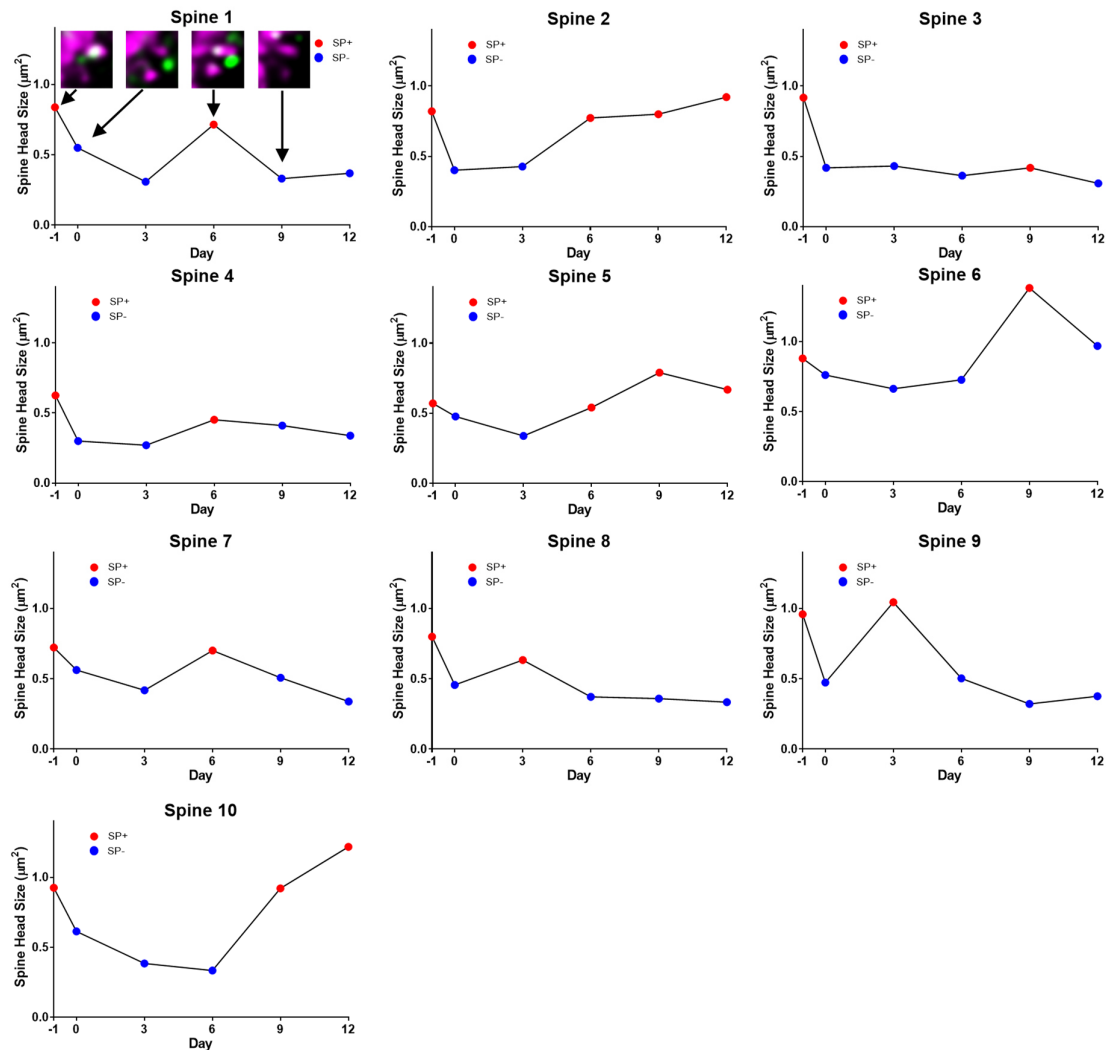 Spine 1
SP+
SP-
Spine Head Size (μm²)
1.0
0.5
0.0
-1 0 3 6 9 12
Day
Spine 2
SP+
SP-
Spine Head Size (μm²)
1.0
0.5
0.0
-1 0 3 6 9 12
Day
Spine 3
SP+
SP-
Spine Head Size (μm²)
1.0
0.5
0.0
-1 0 3 6 9 12
Day
Spine 4
SP+
SP-
Spine Head Size (μm²)
1.0
0.5
0.0
-1 0 3 6 9 12
Day
Spine 5
SP+
SP-
Spine Head Size (μm²)
1.0
0.5
0.0
-1 0 3 6 9 12
Day
Spine 6
SP+
SP-
Spine Head Size (μm²)
1.0
0.5
0.0
-1 0 3 6 9 12
Day
Spine 7
SP+
SP-
Spine Head Size (μm²)
1.0
0.5
0.0
-1 0 3 6 9 12
Day
Spine 8
SP+
SP-
Spine Head Size (μm²)
1.0
0.5
0.0
-1 0 3 6 9 12
Day
Spine 9
SP+
SP-
Spine Head Size (μm²)
1.0
0.5
0.0
-1 0 3 6 9 12
Day
Spine 10
SP+
SP-
Spine Head Size (μm²)
1.0
0.5
0.0
-1 0 3 6 9 12
Day